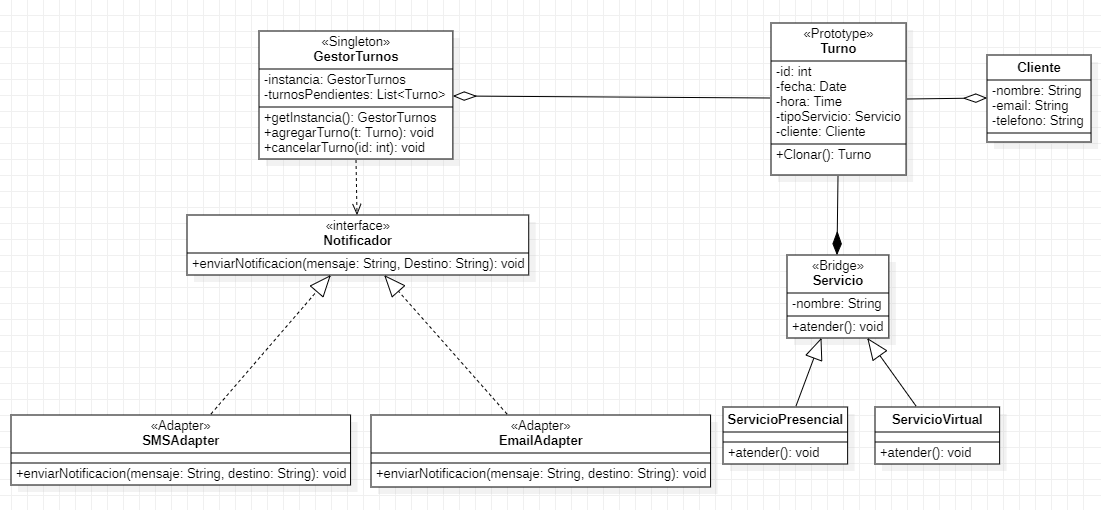 «Singleton»
GestorTurnos
-instancia: GestorTurnos
-turnosPendientes: List<Turno>
+getInstancia(): GestorTurnos
+agregarTurno(t: Turno): void
+cancelarTurno(id: int): void
«Prototype»
Turno
-id: int
-fecha: Date
-hora: Time
-tipoServicio: Servicio
-cliente: Cliente
+Clonar(): Turno
Cliente
-nombre: String
-email: String
-telefono: String
«interface»
Notificador
+enviarNotificacion(mensaje: String, Destino: String): void
«Bridge»
Servicio
-nombre: String
+atender(): void
«Adapter»
SMSAdapter
+enviarNotificacion(mensaje: String, destino: String): void
«Adapter»
EmailAdapter
+enviarNotificacion(mensaje: String, destino: String): void
ServicioPresencial
+atender(): void
ServicioVirtual
+atender(): void